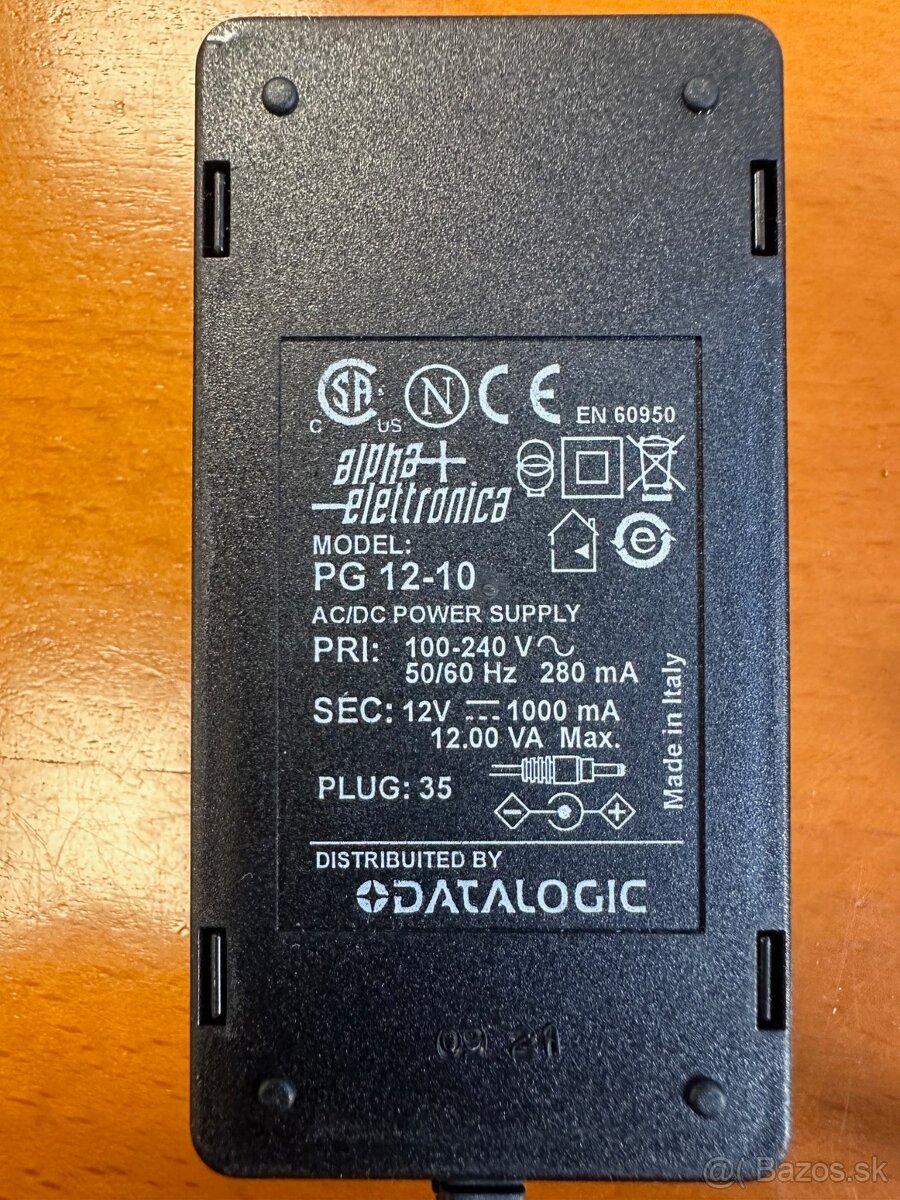 C SA US N CE EN 60950
alpha
elettronica
e
MODEL:
PG 12-10
AC/DC POWER SUPPLY
PRI: 100-240 V
50/60 Hz 280 mA
SEC: 12V 1000 mA
12.00 VA Max.
PLUG: 35
- +
Made in Italy
DISTRIBUITED BY
DATALOGIC
@( Bazos.sk